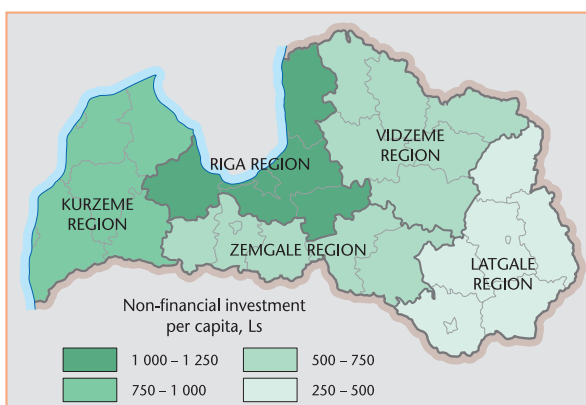 RIGA REGION
VIDZEME
REGION
KURZEME
REGION
ZEMGALE REGION
LATGALE
REGION
Non-financial investment
per capita, Ls
1 000 – 1 250
500 – 750
750 – 1 000
250 – 500